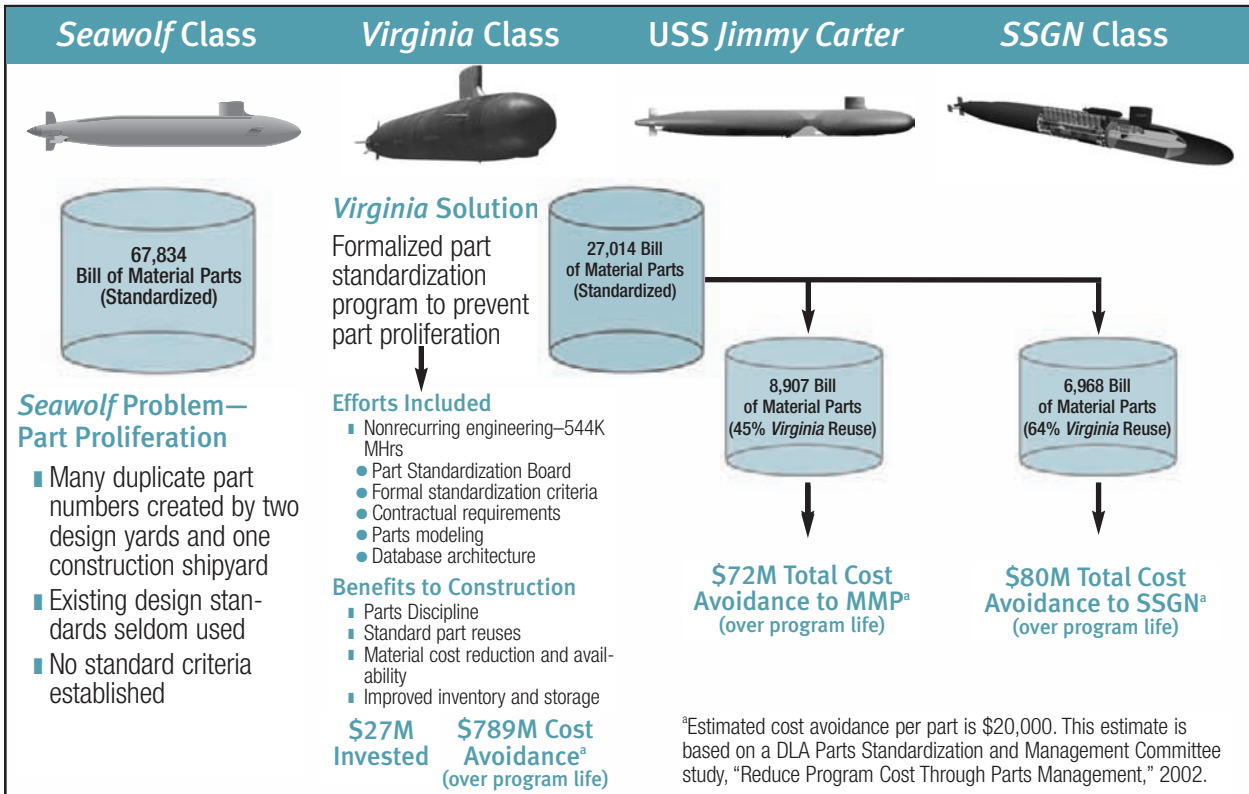 Seawolf Class
Virginia Class
USS Jimmy Carter
SSGN Class
67,834
Bill of Material Parts
(Standardized)
Seawolf Problem—
Part Proliferation
Many duplicate part
numbers created by two
design yards and one
construction shipyard
Existing design stan-
dards seldom used
No standard criteria
established
Virginia Solution
Formalized part
standardization
program to prevent
part proliferation
27,014 Bill
of Material Parts
(Standardized)
Efforts Included
Nonrecurring engineering–544K
MHrs
Part Standardization Board
Formal standardization criteria
Contractual requirements
Parts modeling
Database architecture
Benefits to Construction
Parts Discipline
Standard part reuses
Material cost reduction and avail-
ability
Improved inventory and storage
$27M
Invested
$789M Cost
Avoidanceᵃ
(over program life)
8,907 Bill
of Material Parts
(45% Virginia Reuse)
$72M Total Cost
Avoidance to MMPᵃ
(over program life)
6,968 Bill
of Material Parts
(64% Virginia Reuse)
$80M Total Cost
Avoidance to SSGNᵃ
(over program life)
ᵃEstimated cost avoidance per part is $20,000. This estimate is
based on a DLA Parts Standardization and Management Committee
study, “Reduce Program Cost Through Parts Management,” 2002.